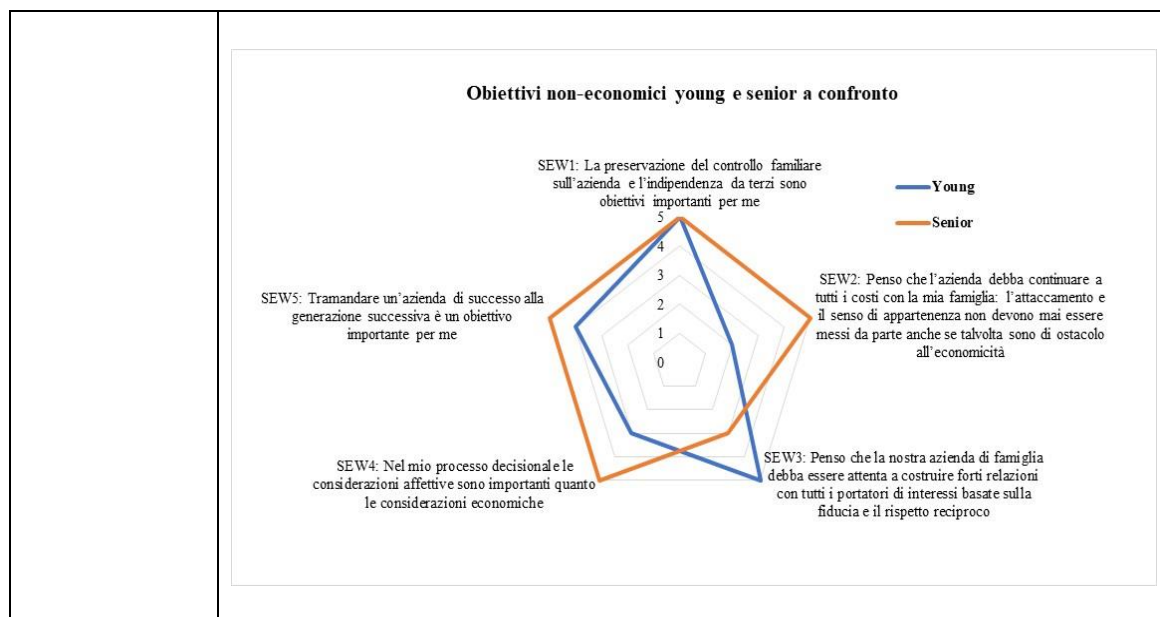 Obiettivi non-economici young e senior a confronto
SEW1: La preservazione del controllo familiare
sull'azienda e l'indipendenza da terzi sono
obiettivi importanti per me
Young
Senior
5
4
3
2
1
0
SEW2: Penso che l'azienda debba continuare a
tutti i costi con la mia famiglia: l'attaccamento e
il senso di appartenenza non devono mai essere
messi da parte anche se talvolta sono di ostacolo
all'economicità
SEW5: Tramandare un'azienda di successo alla
generazione successiva è un obiettivo
importante per me
SEW4: Nel mio processo decisionale le
considerazioni affettive sono importanti quanto
le considerazioni economiche
SEW3: Penso che la nostra azienda di famiglia
debba essere attenta a costruire forti relazioni
con tutti i portatori di interessi basate sulla
fiducia e il rispetto reciproco